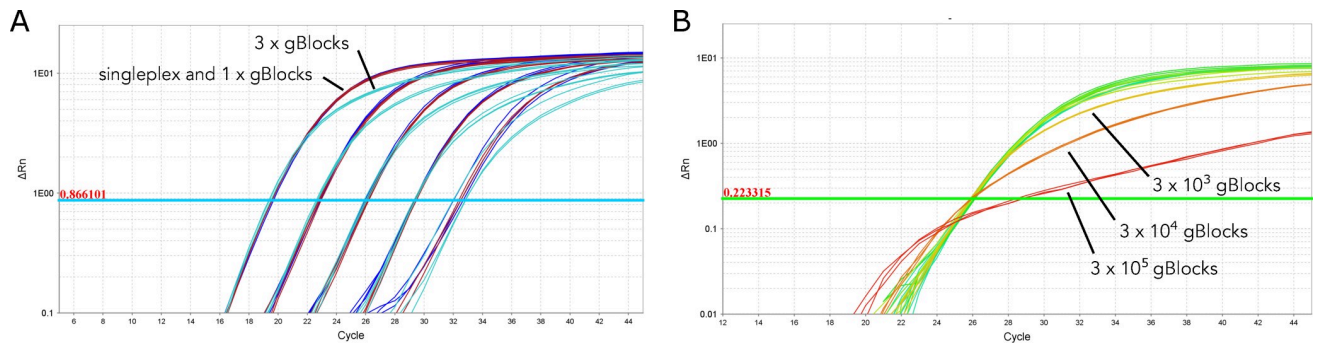 A
3 x gBlocks
singleplex and 1 x gBlocks
1E01
ΔRn
1E00
0.866101
0.1
5 6 8 10 12 14 16 18 20 22 24 26 28 30 32 34 36 38 40 42 44
Cycle
B
1E01
ΔRn
1E00
3 x 10³ gBlocks
0.223315
3 x 10⁴ gBlocks
0.1
3 x 10⁵ gBlocks
0.01
12 14 16 18 20 22 24 26 28 30 32 34 36 38 40 42 44
Cycle